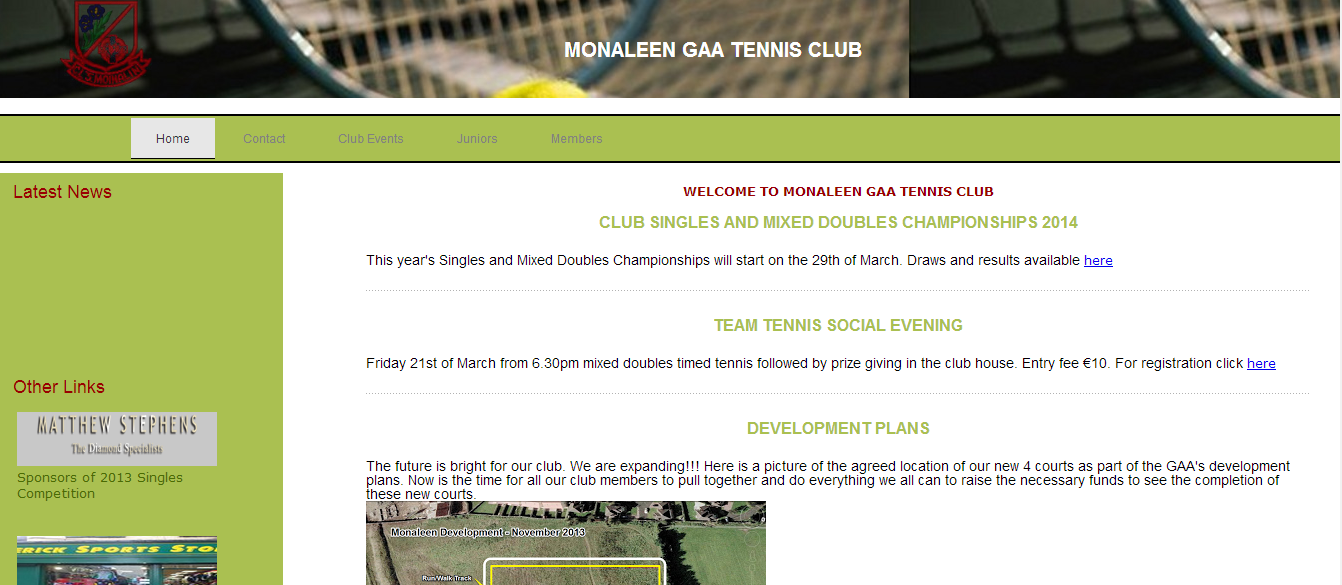 MONALEEN GAA TENNIS CLUB
Home
Contact
Club Events
Juniors
Members
Latest News
Other Links
MATTHEW STEPHENS
The Diamond Specialists
Sponsors of 2013 Singles
Competition
ERICK SPORTS STO
WELCOME TO MONALEEN GAA TENNIS CLUB
CLUB SINGLES AND MIXED DOUBLES CHAMPIONSHIPS 2014
This year's Singles and Mixed Doubles Championships will start on the 29th of March. Draws and results available here
TEAM TENNIS SOCIAL EVENING
Friday 21st of March from 6.30pm mixed doubles timed tennis followed by prize giving in the club house. Entry fee €10. For registration click here
DEVELOPMENT PLANS
The future is bright for our club. We are expanding!!! Here is a picture of the agreed location of our new 4 courts as part of the GAA's development
plans. Now is the time for all our club members to pull together and do everything we all can to raise the necessary funds to see the completion of
these new courts.
Monaleen Development - November 2013
Run/Walk Track